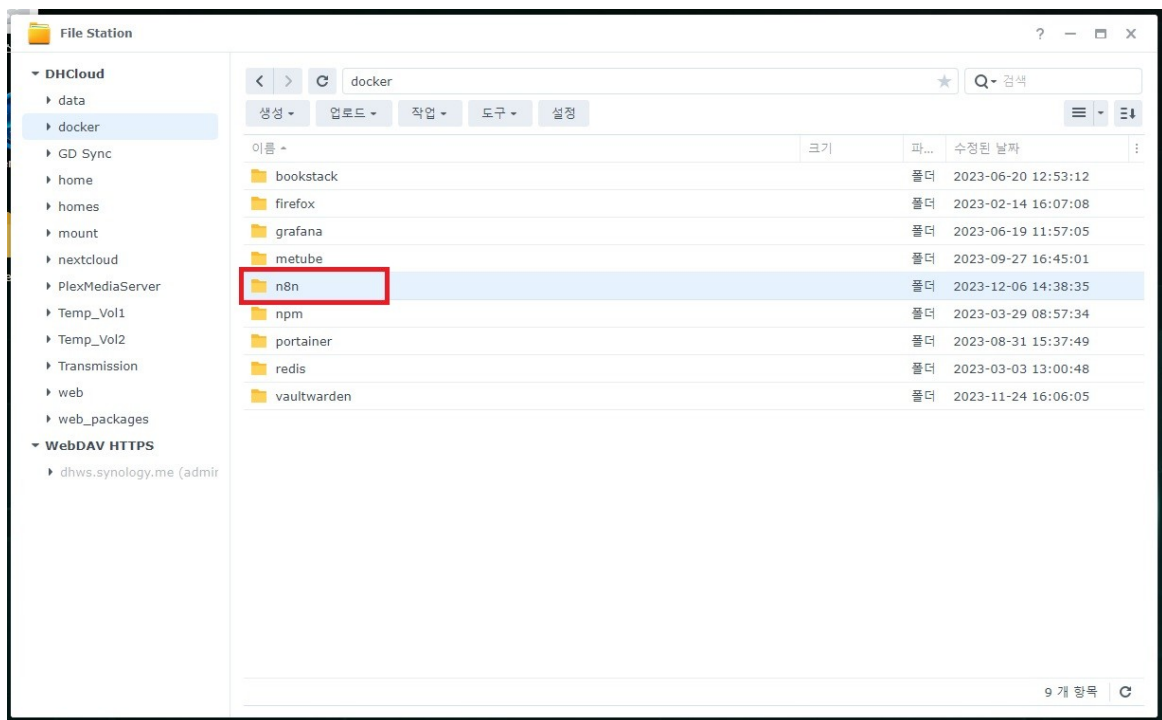 File Station
DHCloud
data
docker
GD Sync
home
homes
mount
nextcloud
PlexMediaServer
Temp_Vol1
Temp_Vol2
Transmission
web
web_packages
WebDAV HTTPS
dhws.synology.me (admin
docker
검색
생성 업로드 작업 도구 설정
이름 크기 파... 수정된 날짜
bookstack 폴더 2023-06-20 12:53:12
firefox 폴더 2023-02-14 16:07:08
grafana 폴더 2023-06-19 11:57:05
metube 폴더 2023-09-27 16:45:01
n8n 폴더 2023-12-06 14:38:35
npm 폴더 2023-03-29 08:57:34
portainer 폴더 2023-08-31 15:37:49
redis 폴더 2023-03-03 13:00:48
vaultwarden 폴더 2023-11-24 16:06:05
9 개 항목